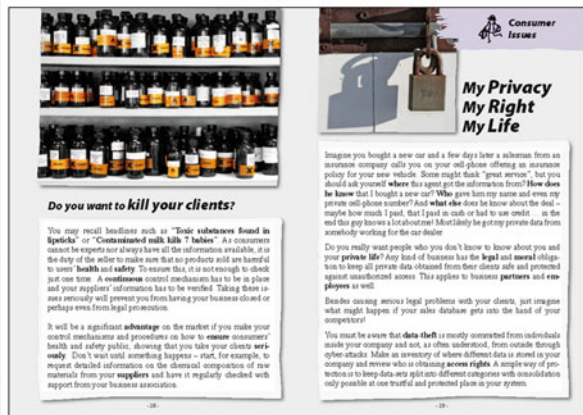 Do you want to kill your clients?
You may recall headlines such as "Toxic substances found in
lipsticks" or "Contaminated milk kills 7 babies". As consumers
cannot be experts nor always have all the information available, it is
the duty of the seller to make sure that no products sold are harmful
to users' health and safety. To ensure this, it is not enough to check
just one time. A continuous control mechanism has to be in place
and your suppliers' information has to be verified. Taking there is-
sues seriously will prevent you from having your business closed or
perhaps even from legal prosecution.
It will be a significant advantage on the market if you make your
control mechanisms and procedures on how to ensure consumers'
health and safety public, showing that you take your clients seri-
ously. Don't wait until something happens – start, for example, to
request detailed information on the chemical composition of raw
materials from your suppliers and have it regularly checked with
support from your business association.
- 28 -
Consumer
Issues
My Privacy
My Right
My Life
Imagine you bought a new car and a few days later a salesman from an
insurance company calls you on your cell-phone offering an insurance
policy for your new vehicle. Some might think "great service", but you
should ask yourself where this agent got the information from? How does
he know that I bought a new car? Who gave him my name and even my
private cell-phone number? And what else does he know about the deal –
maybe how much I paid, that I paid in cash or had to use credit ... in the
end this guy knows a lot about me! Most likely he got my private data from
somebody working for the car dealer.
Do you really want people who you don't know to know about you and
your private life? Any kind of business has the legal and moral obliga-
tion to keep all private data obtained from their clients safe and protected
against unauthorized access. This applies to business partners and em-
ployees as well.
Besides causing serious legal problems with your clients, just imagine
what might happen if your sales database gets into the hand of your
competitors!
You must be aware that data-theft is mostly committed from individuals
inside your company and not, as often understood, from outside through
cyber-attacks. Make an inventory of where different data is stored in your
company and review who is obtaining access rights. A simple way of pro-
tection is to keep data-sets split into different categories with consolidation
only possible at one trustful and protected place in your system.
- 29 -